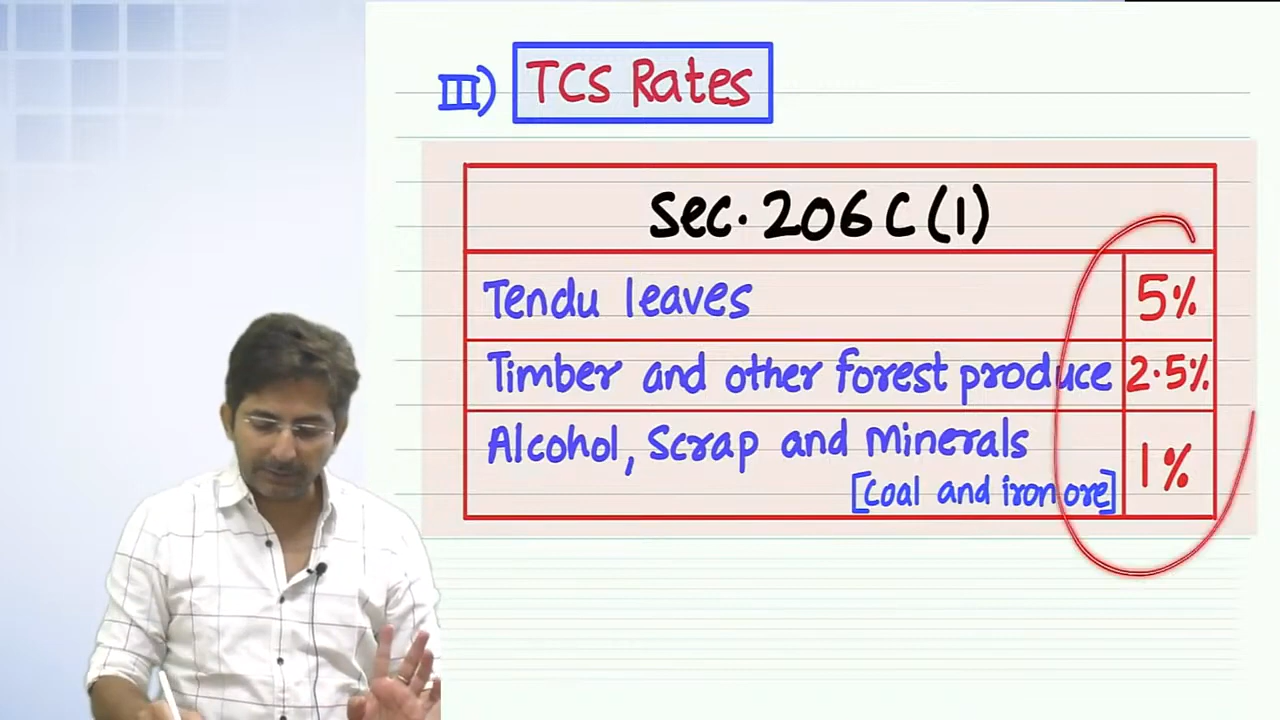 III) TCS Rates
Sec. 206C (1)
Tendu leaves 5%
Timber and other forest produce 2.5%
Alcohol, Scrap and Minerals 1%
[Coal and iron ore]